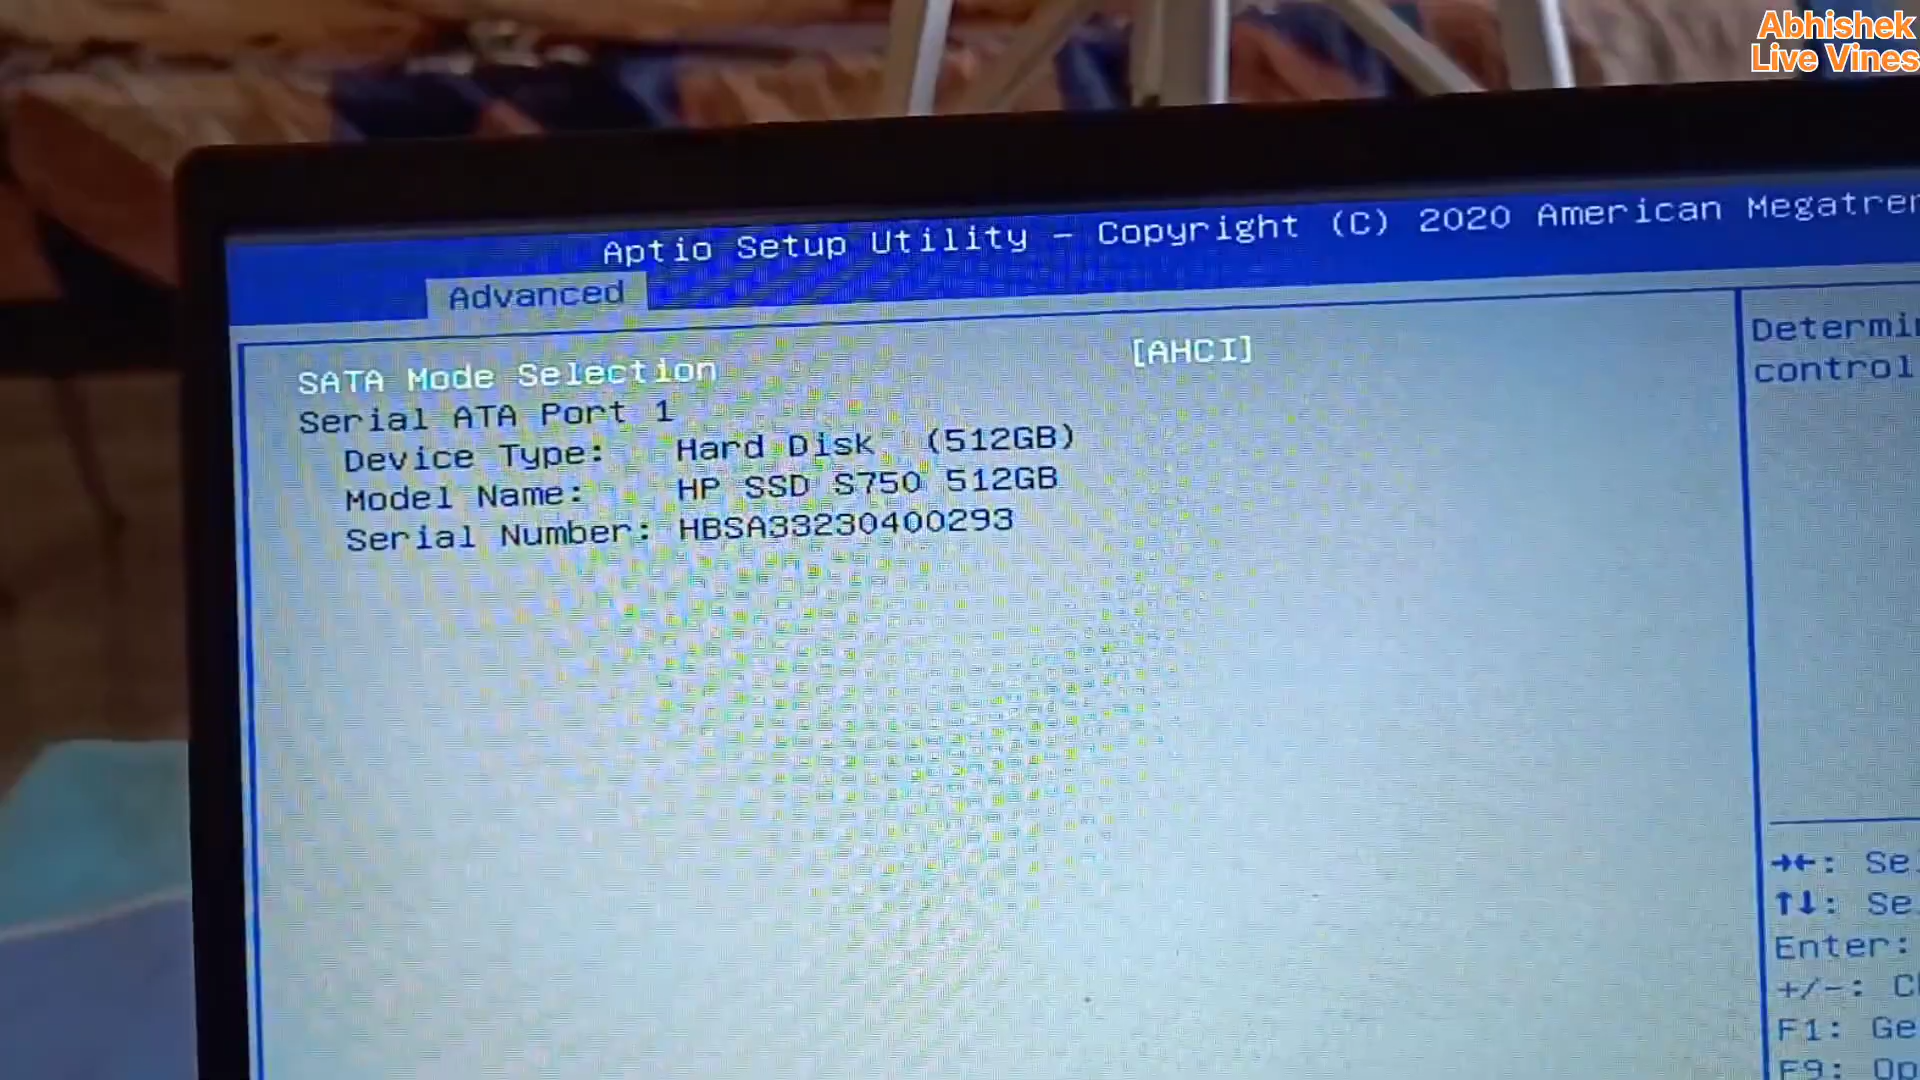 Abhishek
Live Vines
Aptio Setup Utility - Copyright (C) 2020 American
Advanced
SATA Mode Selection [AHCI]
Serial ATA Port 1
Device Type: Hard Disk (512GB)
Model Name: HP SSD S750 512GB
Serial Number: HBSA33230400293
control
→←:
↑↓:
Enter:
+/-:
F1:
F9: